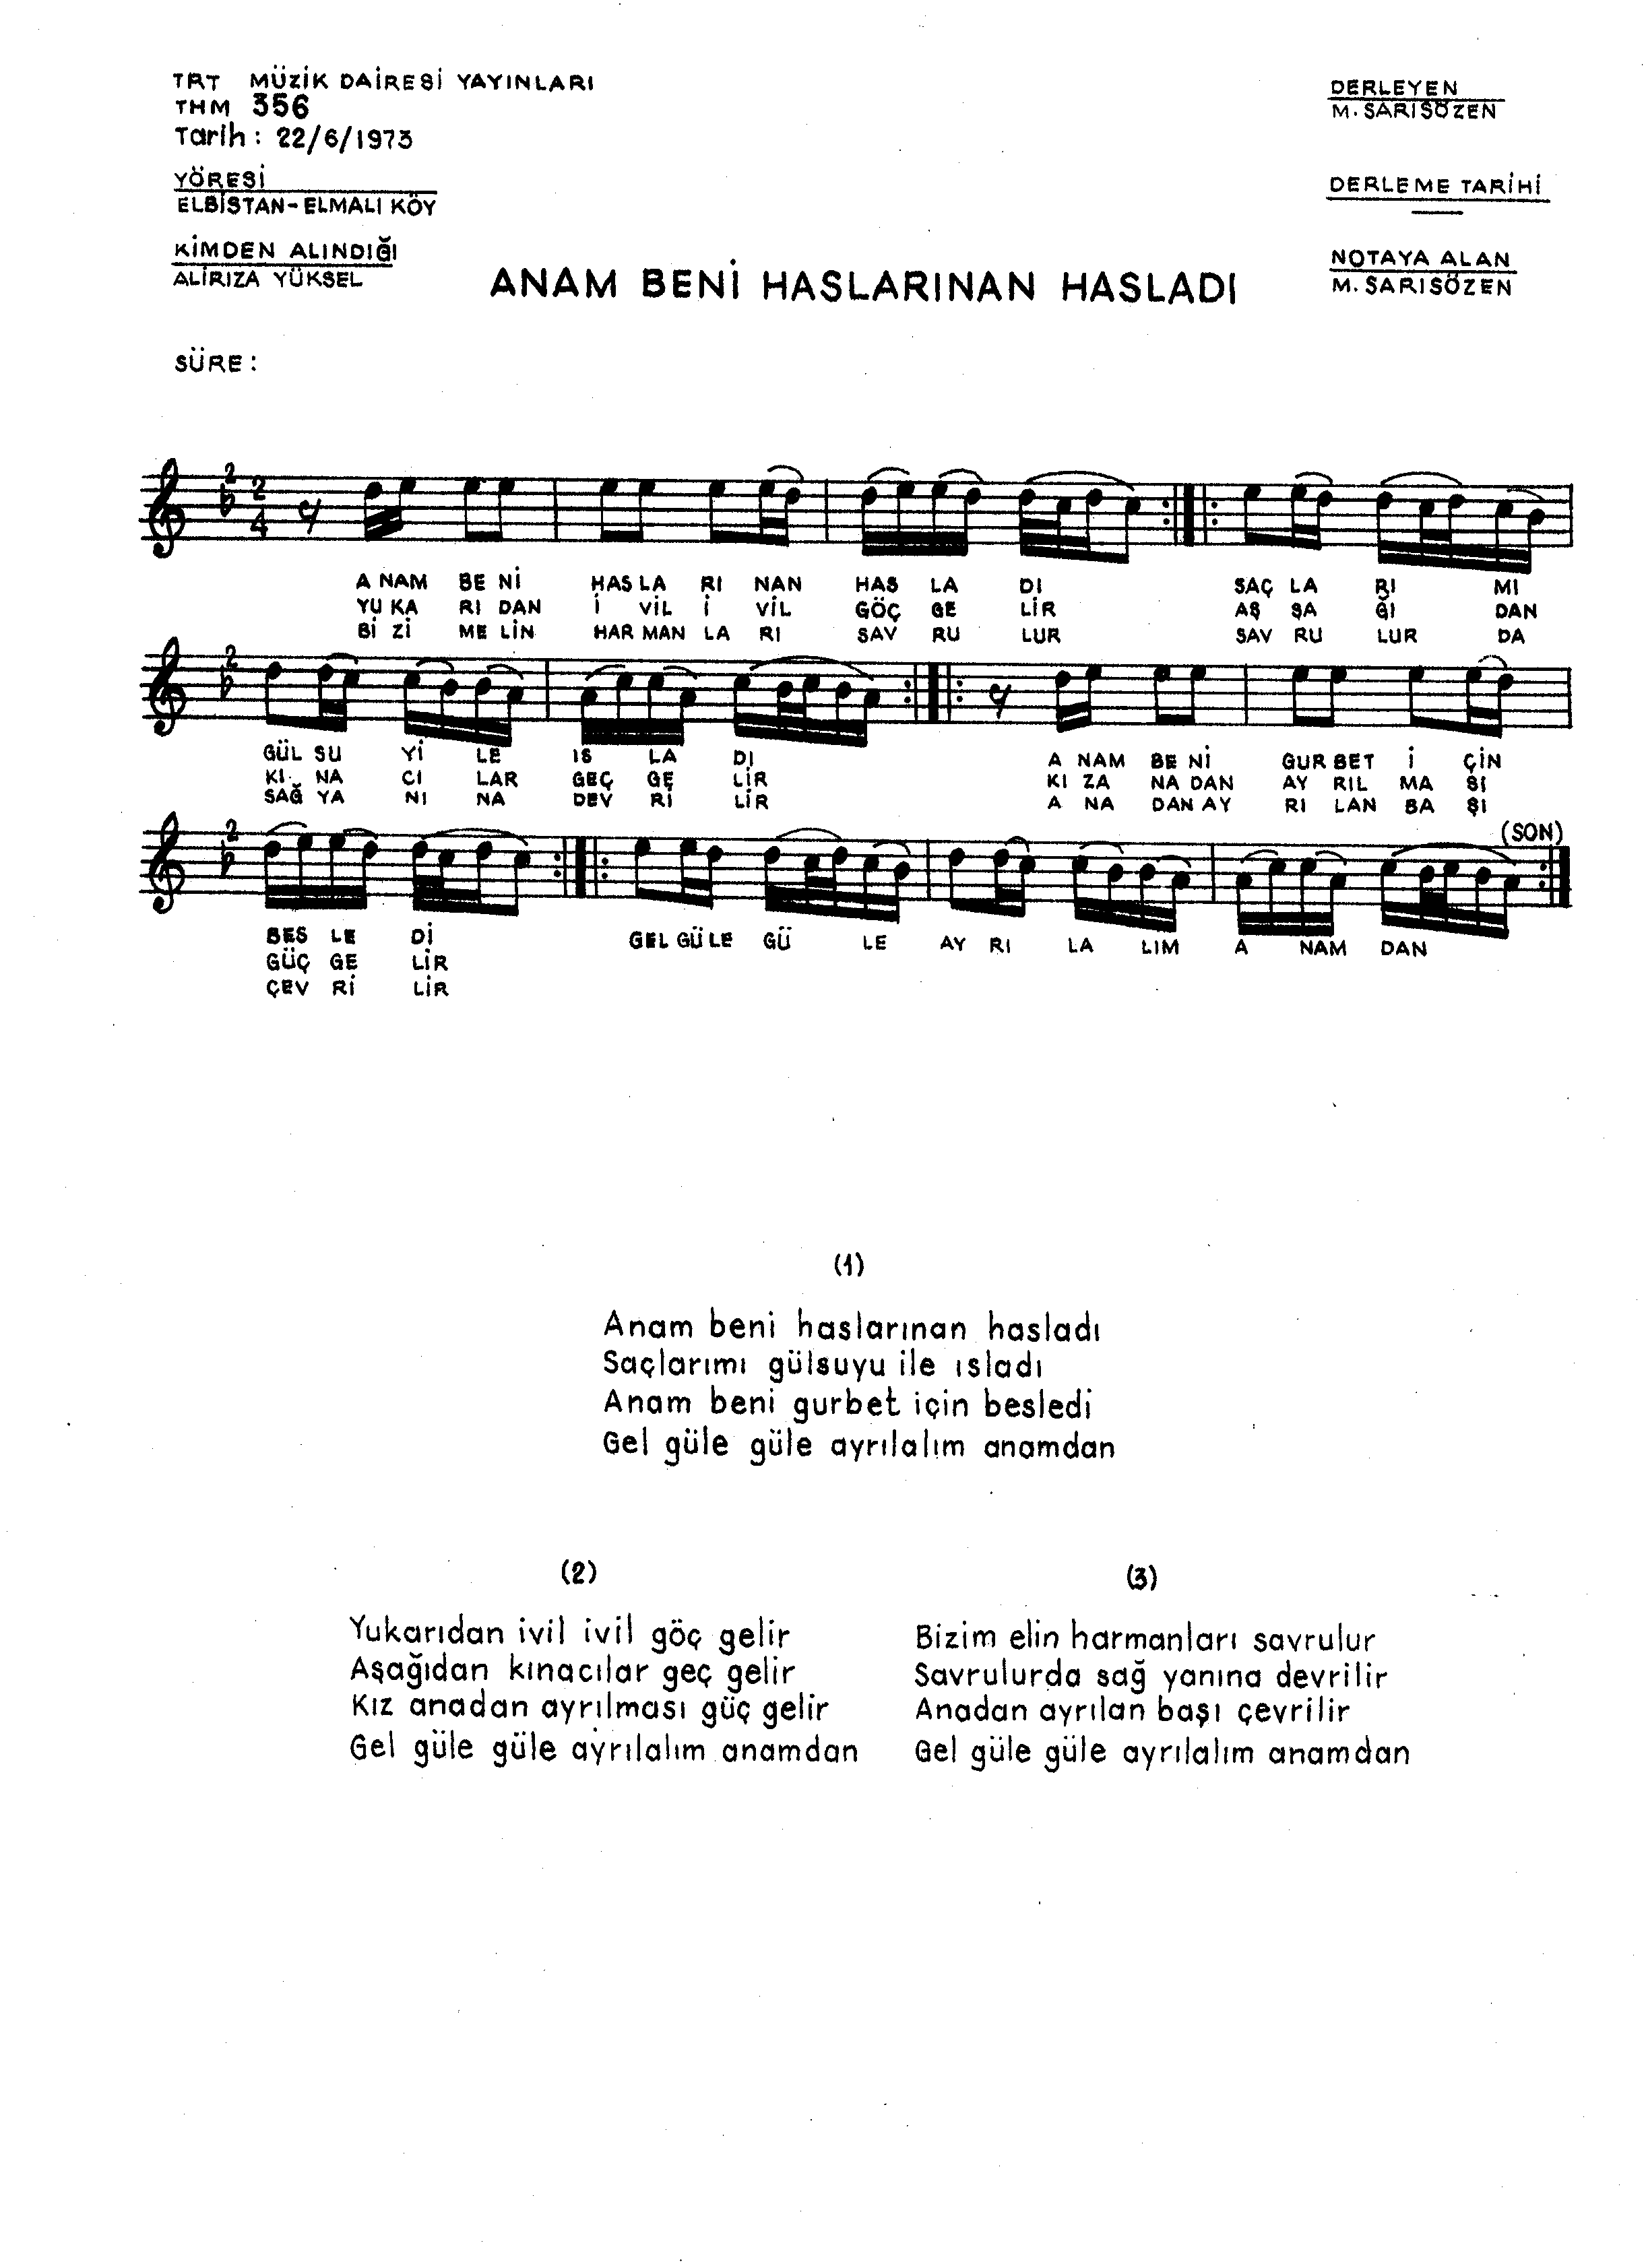 TRT MÜZİK DAİRESİ YAYINLARI
THM 356
Tarih : 22/6/1973
YÖRESİ
ELBİSTAN-ELMALI KÖY
KİMDEN ALINDIĞI
ALİRIZA YÜKSEL
DERLEYEN
M. SARISÖZEN
DERLEME TARİHİ
NOTAYA ALAN
M. SARISÖZEN
ANAM BENİ HASLARINAN HASLADI
SÜRE :
2 2 4
A NAM BE Nİ HAS LA RI NAN HAS LA DI SAÇ LA RI MI
YU KA RI DAN İ VİL İ VİL GÖÇ GE LİR AŞ ŞA ĞI DAN
Bİ Zİ ME LİN HAR MAN LA RI SAV RU LUR SAV RU LUR DA
2
GÜL SU Yİ LE IS LA DI A NAM BE Nİ GUR BET İ ÇİN
KI NA CI LAR GEÇ GE LİR KI ZA NA DAN AY RIL MA SI
SAĞ YA NI NA DEV Rİ LİR A NA DAN AY RI LAN BA ŞI
2
(SON)
BES LE Dİ GEL GÜ LE GÜ LE AY RI LA LIM A NAM DAN
GÜÇ GE LİR
ÇEV Rİ LİR
(1)
Anam beni haslarınan hasladı
Saçlarımı gülsuyu ile ısladı
Anam beni gurbet için besledi
Gel güle güle ayrılalım anamdan
(2)
Yukarıdan ivil ivil göç gelir
Aşağıdan kınacılar geç gelir
Kız anadan ayrılması güç gelir
Gel güle güle ayrılalım anamdan
(3)
Bizim elin harmanları savrulur
Savrulurda sağ yanına devrilir
Anadan ayrılan başı çevrilir
Gel güle güle ayrılalım anamdan